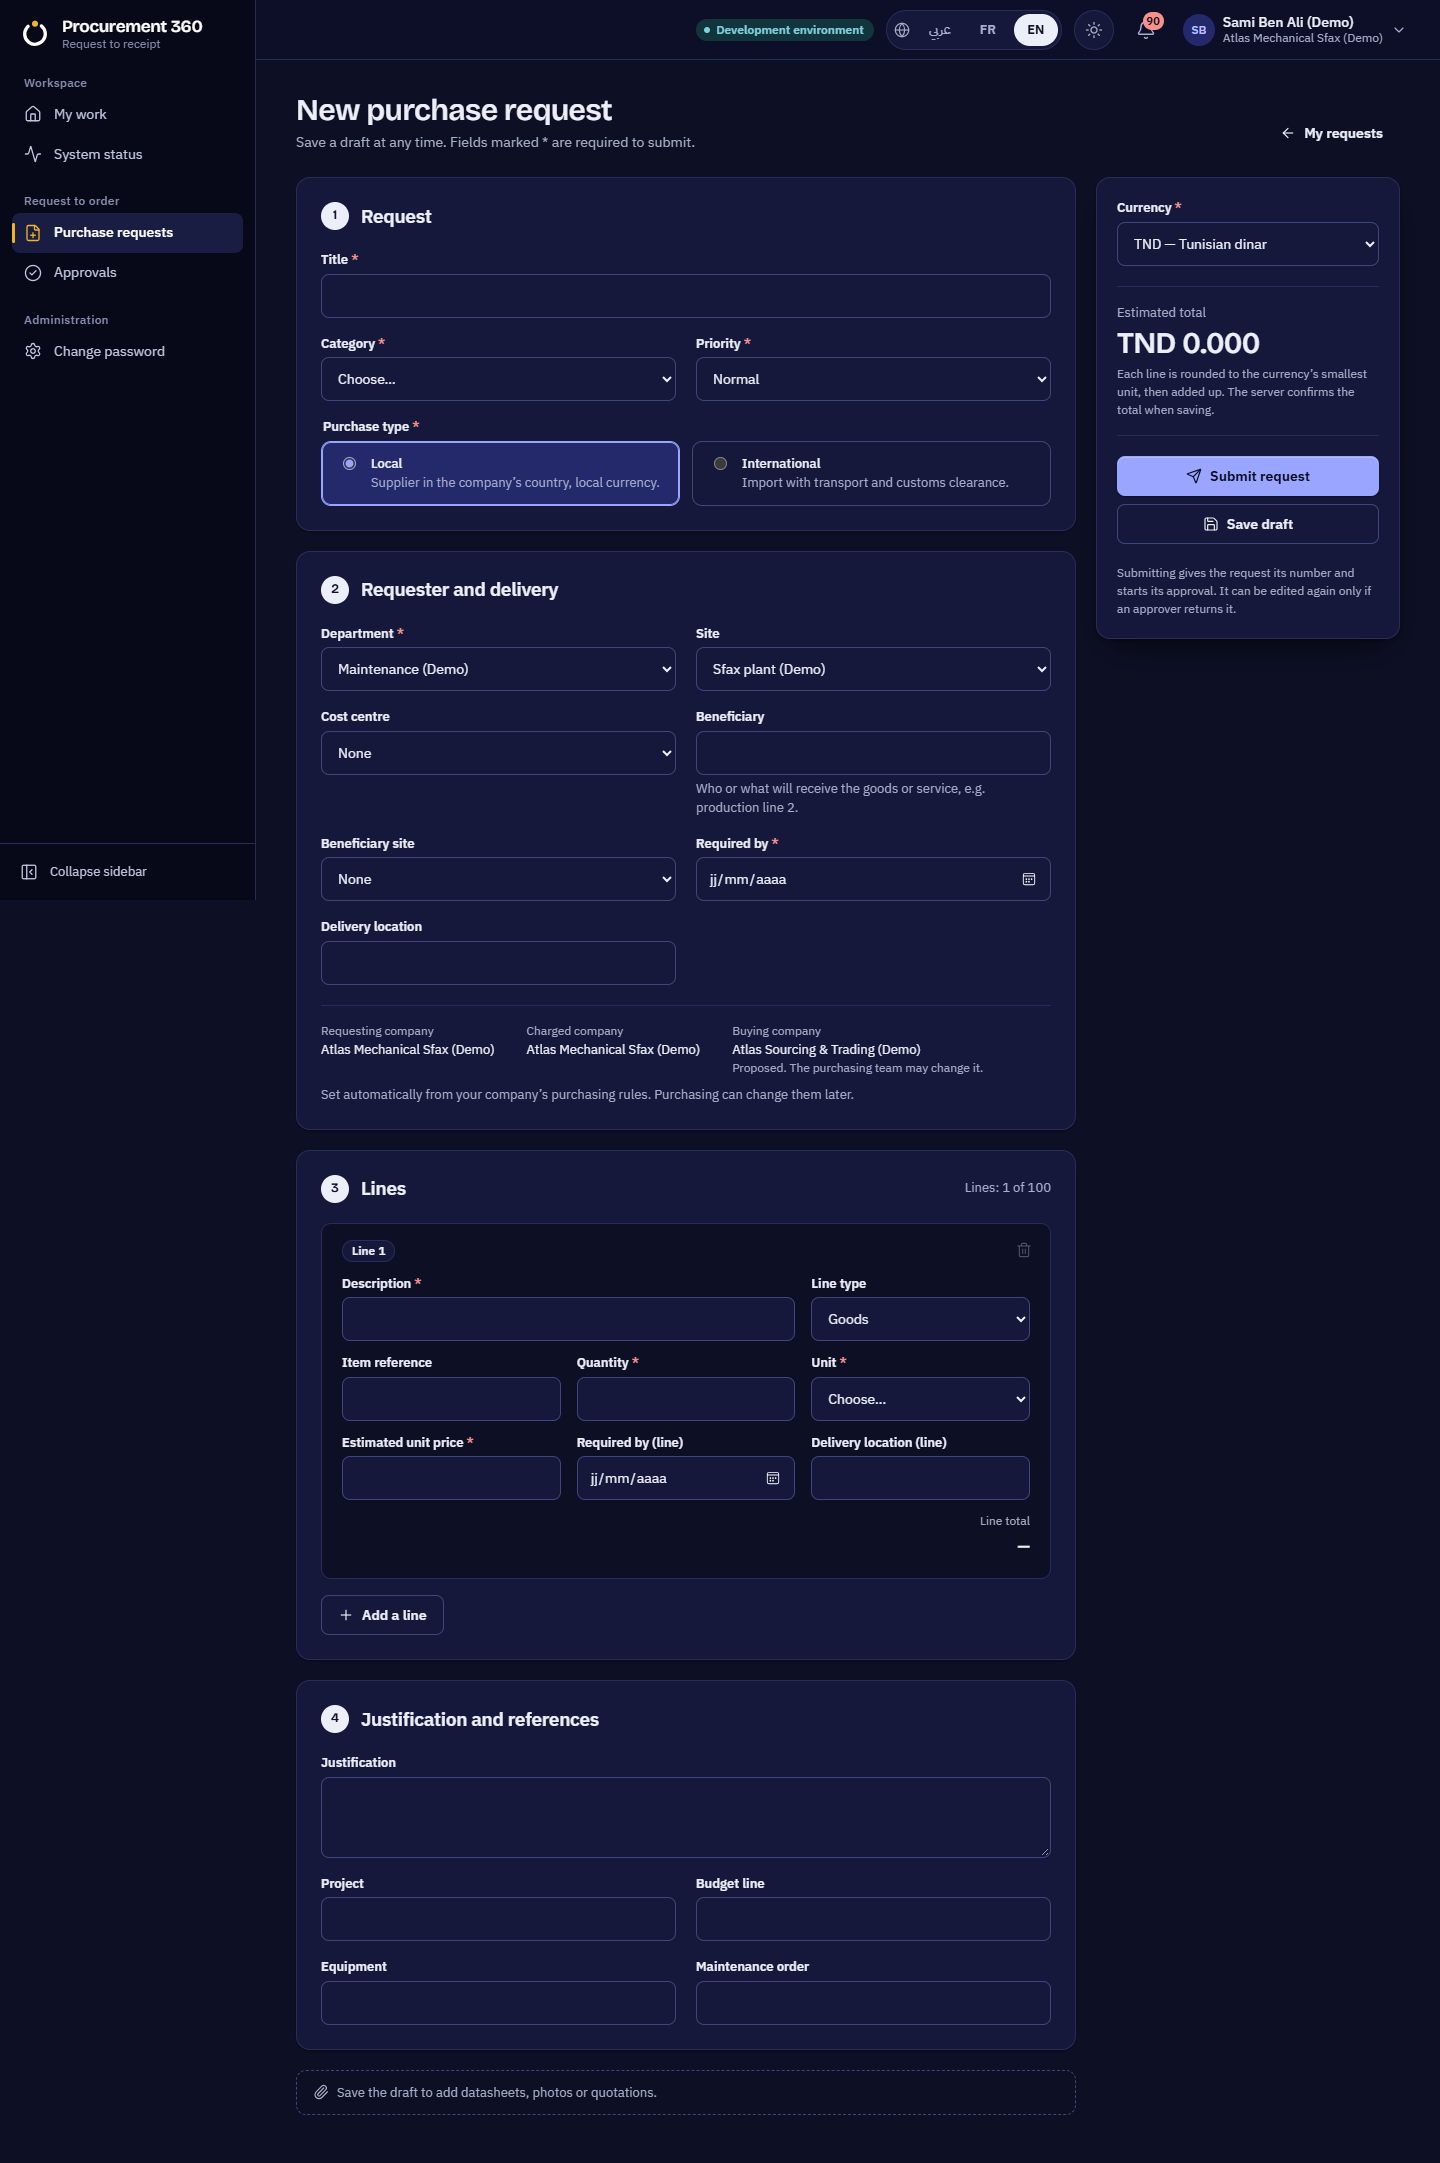 Procurement 360
Request to receipt
Workspace
My work
System status
Request to order
Purchase requests
Approvals
Administration
Change password
Collapse sidebar
Development environment
عربي
FR
EN
90
SB
Sami Ben Ali (Demo)
Atlas Mechanical Sfax (Demo)
New purchase request
Save a draft at any time. Fields marked * are required to submit.
My requests
1 Request
Title *
Category * Priority *
Choose... Normal
Purchase type *
Local
Supplier in the company’s country, local currency.
International
Import with transport and customs clearance.
2 Requester and delivery
Department * Site
Maintenance (Demo) Sfax plant (Demo)
Cost centre Beneficiary
None
Who or what will receive the goods or service, e.g.
production line 2.
Beneficiary site Required by *
None jj/mm/aaaa
Delivery location
Requesting company Charged company Buying company
Atlas Mechanical Sfax (Demo) Atlas Mechanical Sfax (Demo) Atlas Sourcing & Trading (Demo)
Proposed. The purchasing team may change it.
Set automatically from your company’s purchasing rules. Purchasing can change them later.
3 Lines Lines: 1 of 100
Line 1
Description * Line type
Goods
Item reference Quantity * Unit *
Choose...
Estimated unit price * Required by (line) Delivery location (line)
jj/mm/aaaa
Line total
—
+ Add a line
4 Justification and references
Justification
Project Budget line
Equipment Maintenance order
Save the draft to add datasheets, photos or quotations.
Currency *
TND — Tunisian dinar
Estimated total
TND 0.000
Each line is rounded to the currency’s smallest
unit, then added up. The server confirms the
total when saving.
Submit request
Save draft
Submitting gives the request its number and
starts its approval. It can be edited again only if
an approver returns it.